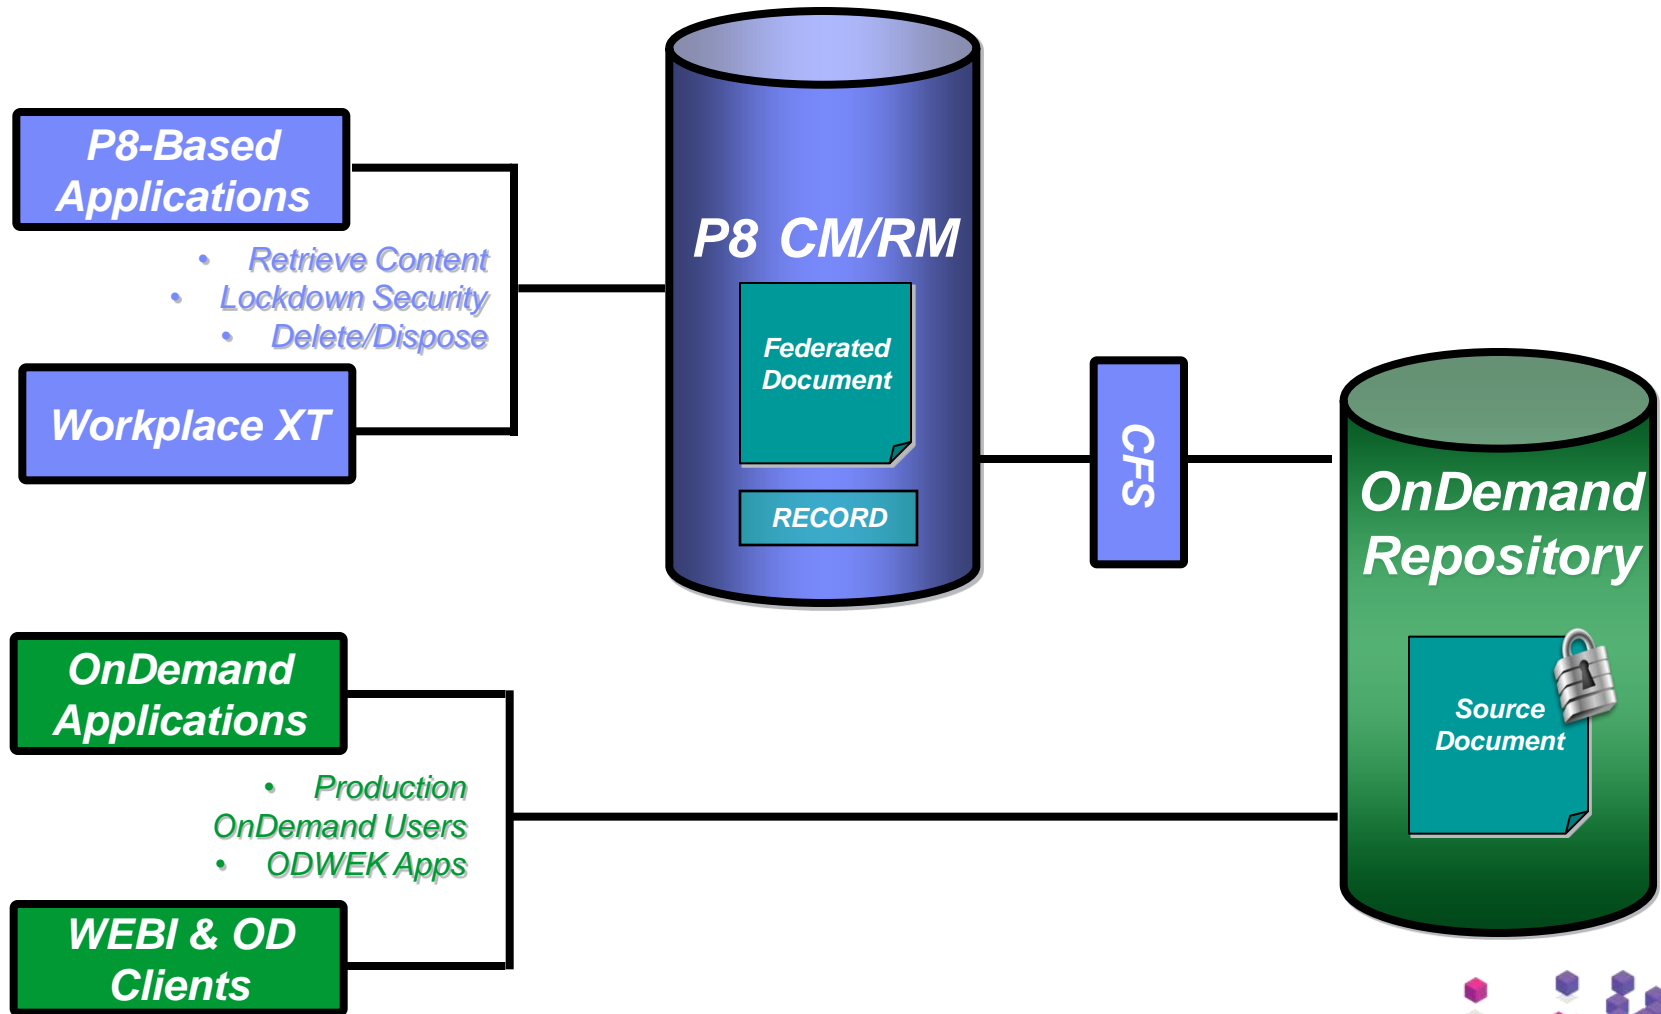 P8-Based
Applications
• Retrieve Content
• Lockdown Security
• Delete/Dispose
Workplace XT
P8 CM/RM
Federated
Document
RECORD
CFS
OnDemand
Repository
Source
Document
OnDemand
Applications
• Production
OnDemand Users
• ODWEK Apps
WEBI & OD
Clients